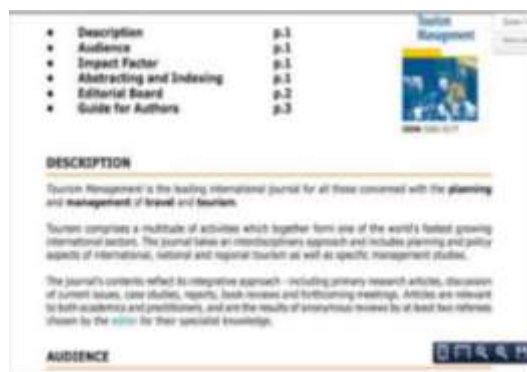 • Description p.1
• Audience p.1
• Impact Factor p.1
• Abstracting and Indexing p.1
• Editorial Board p.2
• Guide for Authors p.3
Tourism
Management
DESCRIPTION
Tourism Management is the leading international journal for all those concerned with the planning
and management of travel and tourism.
Tourism comprises a multitude of activities which together form one of the world's fastest growing
international sectors. The journal takes an interdisciplinary approach and includes planning and policy
aspects of international, national and regional tourism as well as specific management studies.
The journal's contents reflect its integrative approach - including primary research articles, discussion
of current issues, case studies, reports, book reviews and forthcoming meetings. Articles are relevant
to both academics and practitioners, and are the results of anonymous reviews by at least two referees
chosen by the editor for their specialist knowledge.
AUDIENCE